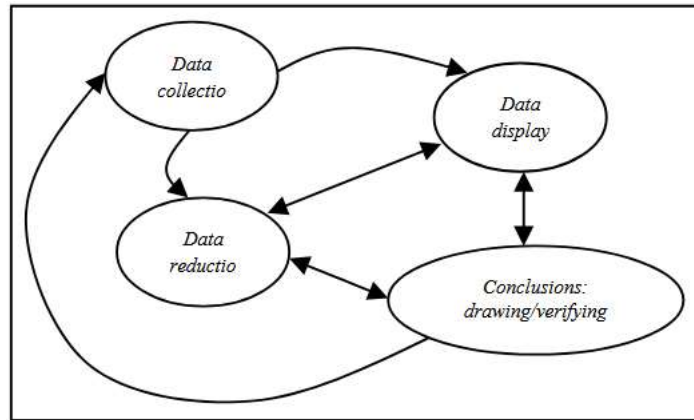 Data
collectio
Data
display
Data
reductio
Conclusions:
drawing/verifying